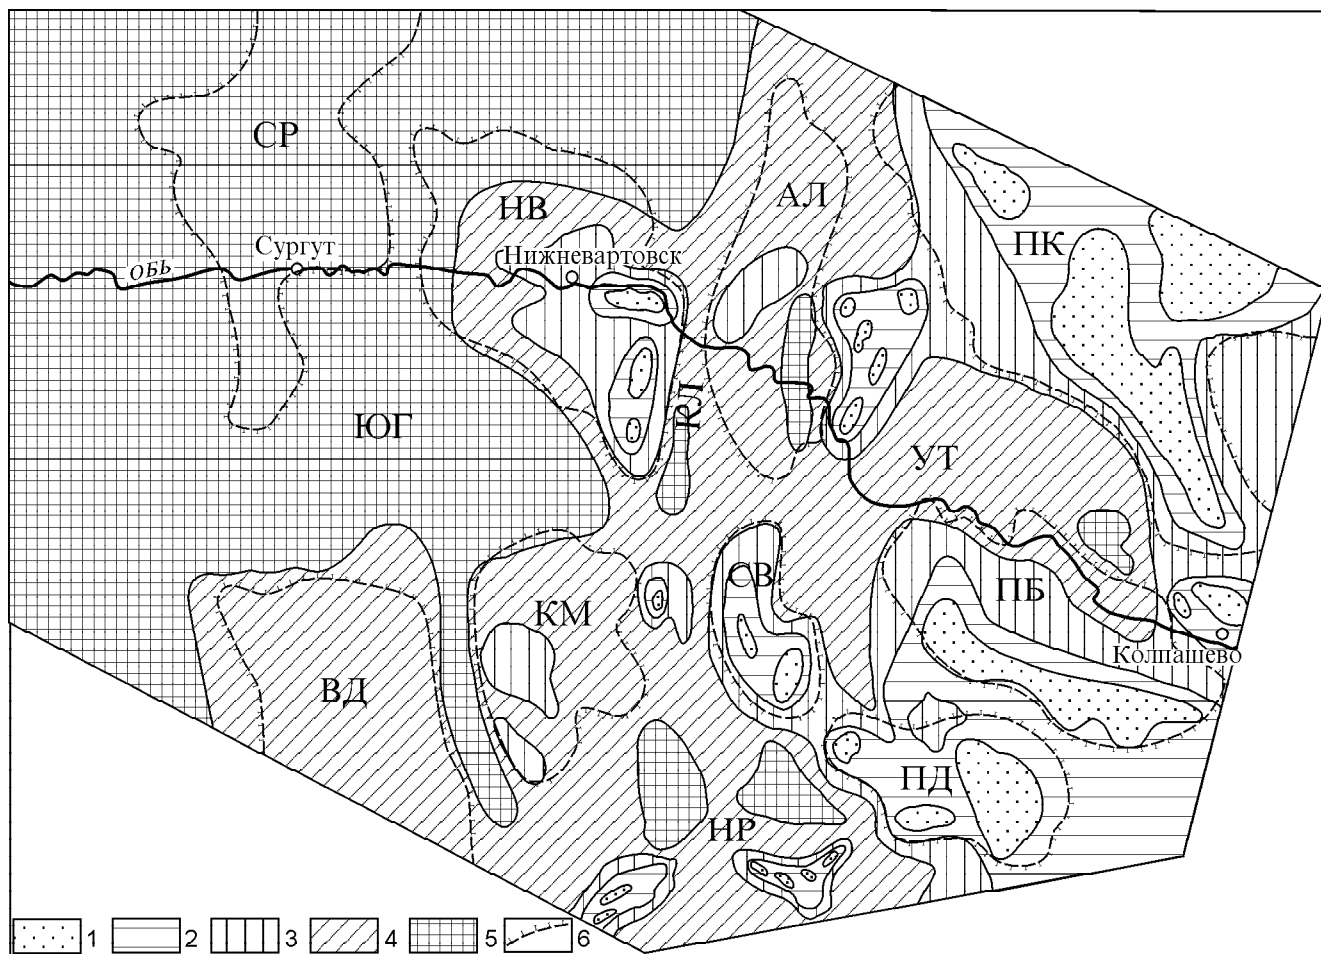 СР
АЛ
НВ
ПК
Сургут
Нижневартовск
ОБЬ
КЛ
ЮГ
УТ
СВ
ПБ
КМ
Колпашево
ВД
ПД
НР
1 2 3 4 5 6